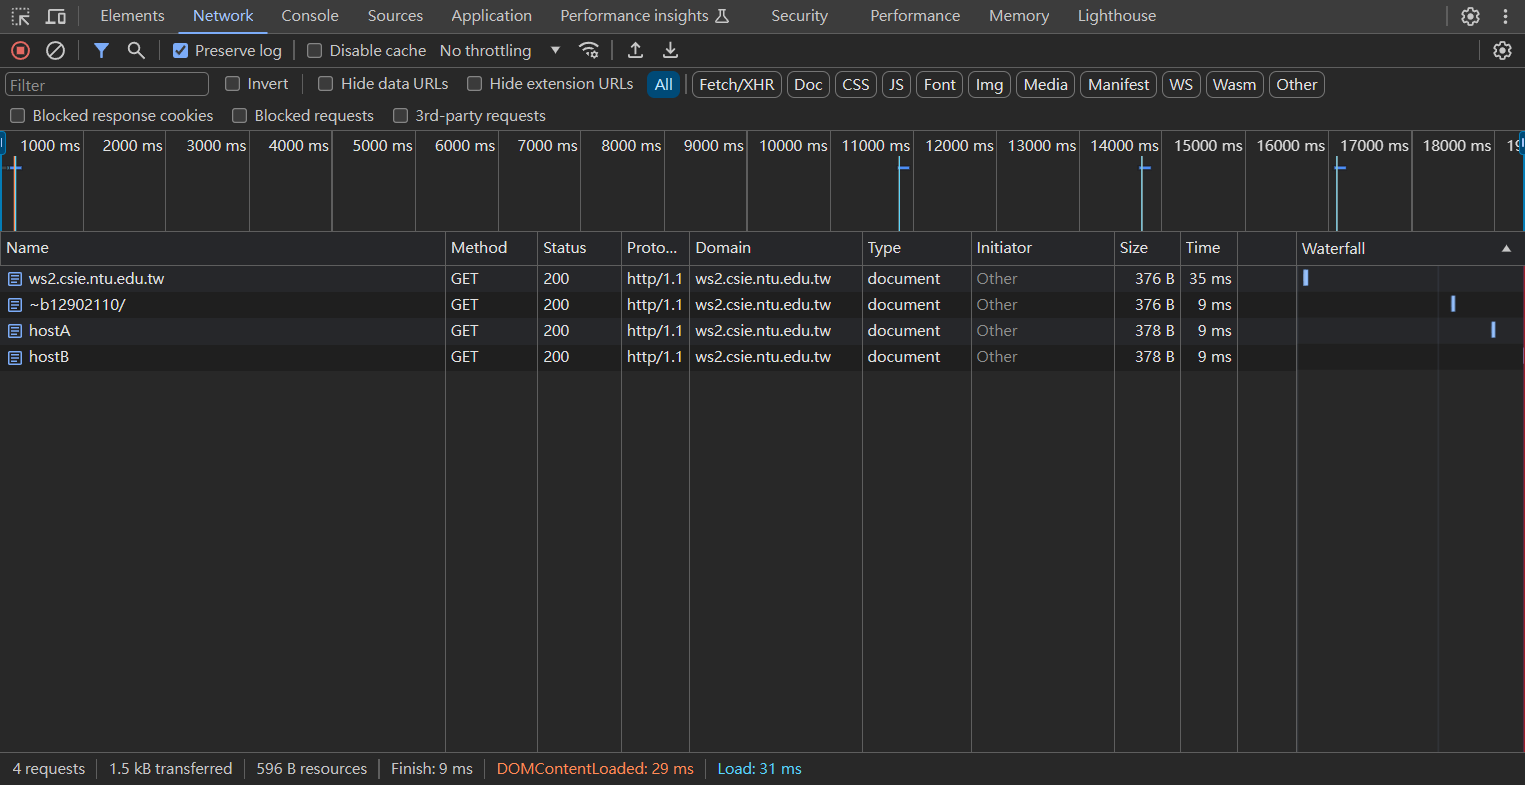 Elements Network Console Sources Application Performance insights Security Performance Memory Lighthouse
Preserve log Disable cache No throttling
Filter Invert Hide data URLs Hide extension URLs All Fetch/XHR Doc CSS JS Font Img Media Manifest WS Wasm Other
Blocked response cookies Blocked requests 3rd-party requests
1000 ms 2000 ms 3000 ms 4000 ms 5000 ms 6000 ms 7000 ms 8000 ms 9000 ms 10000 ms 11000 ms 12000 ms 13000 ms 14000 ms 15000 ms 16000 ms 17000 ms 18000 ms
Name Method Status Proto... Domain Type Initiator Size Time Waterfall
ws2.csie.ntu.edu.tw GET 200 http/1.1 ws2.csie.ntu.edu.tw document Other 376 B 35 ms
~b12902110/ GET 200 http/1.1 ws2.csie.ntu.edu.tw document Other 376 B 9 ms
hostA GET 200 http/1.1 ws2.csie.ntu.edu.tw document Other 378 B 9 ms
hostB GET 200 http/1.1 ws2.csie.ntu.edu.tw document Other 378 B 9 ms
4 requests 1.5 kB transferred 596 B resources Finish: 9 ms DOMContentLoaded: 29 ms Load: 31 ms